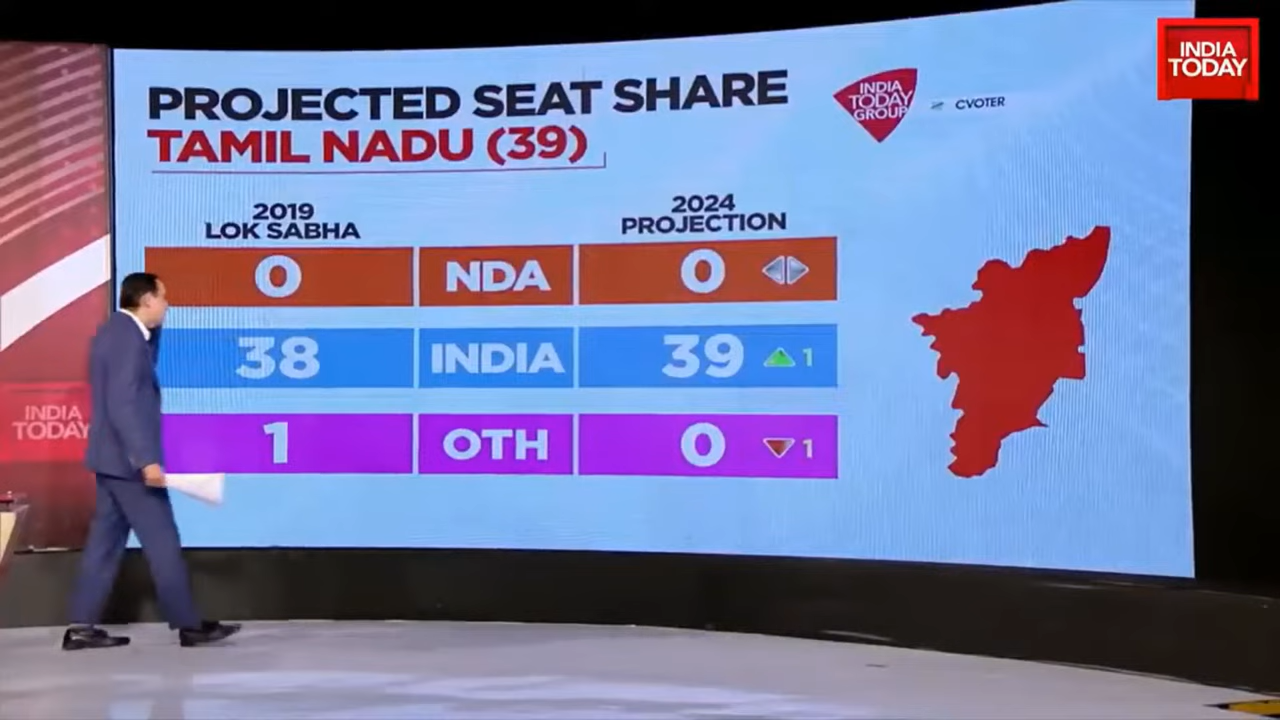 INDIA
TODAY
PROJECTED SEAT SHARE
TAMIL NADU (39)
INDIA
TODAY
GROUP
CVOTER
2019
LOK SABHA
2024
PROJECTION
0 NDA 0
38 INDIA 39 1
1 OTH 0 1
INDIA
TODAY